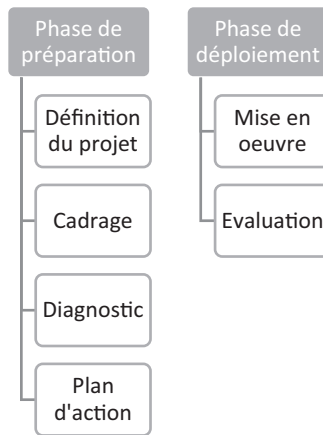 Phase de
préparation
Définition
du projet
Cadrage
Diagnostic
Plan
d'action
Phase de
déploiement
Mise en
oeuvre
Evaluation